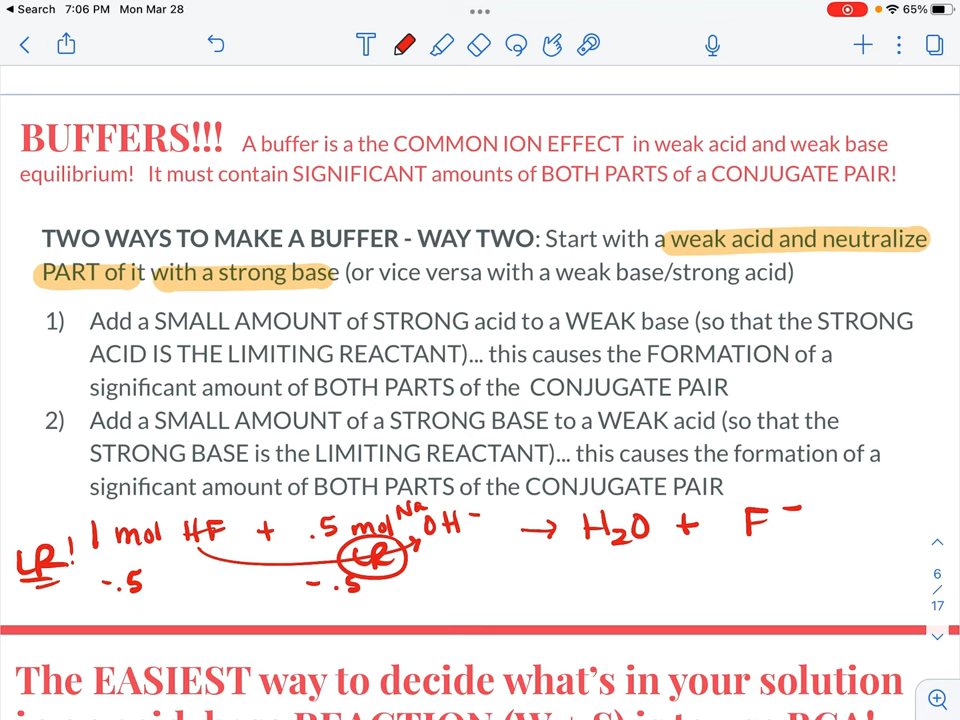 Search 7:06 PM Mon Mar 28 65%
T
BUFFERS!!! A buffer is a the COMMON ION EFFECT in weak acid and weak base
equilibrium! It must contain SIGNIFICANT amounts of BOTH PARTS of a CONJUGATE PAIR!
TWO WAYS TO MAKE A BUFFER - WAY TWO: Start with a weak acid and neutralize
PART of it with a strong base (or vice versa with a weak base/strong acid)
1) Add a SMALL AMOUNT of STRONG acid to a WEAK base (so that the STRONG
ACID IS THE LIMITING REACTANT)... this causes the FORMATION of a
significant amount of BOTH PARTS of the CONJUGATE PAIR
2) Add a SMALL AMOUNT of a STRONG BASE to a WEAK acid (so that the
STRONG BASE is the LIMITING REACTANT)... this causes the formation of a
significant amount of BOTH PARTS of the CONJUGATE PAIR
1 mol HF + .5 mol NaOH⁻ → H₂O + F⁻
LR! LR
-.5 -.5
6
/
17
The EASIEST way to decide what's in your solution